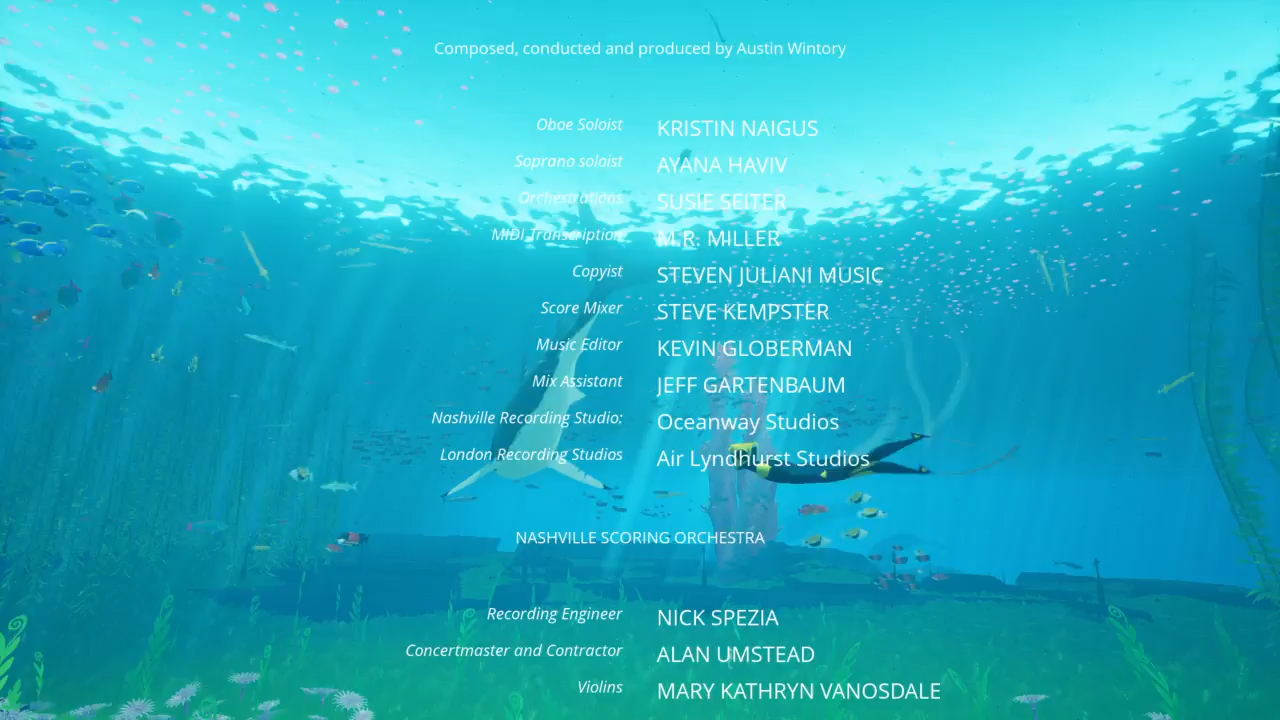 Composed, conducted and produced by Austin Wintory
Oboe Soloist KRISTIN NAIGUS
Soprano soloist AYANA HAVIV
Orchestrations SUSIE SEITER
MIDI Transcription M.R. MILLER
Copyist STEVEN JULIANI MUSIC
Score Mixer STEVE KEMPSTER
Music Editor KEVIN GLOBERMAN
Mix Assistant JEFF GARTENBAUM
Nashville Recording Studio: Oceanway Studios
London Recording Studios Air Lyndhurst Studios
NASHVILLE SCORING ORCHESTRA
Recording Engineer NICK SPEZIA
Concertmaster and Contractor ALAN UMSTEAD
Violins MARY KATHRYN VANOSDALE